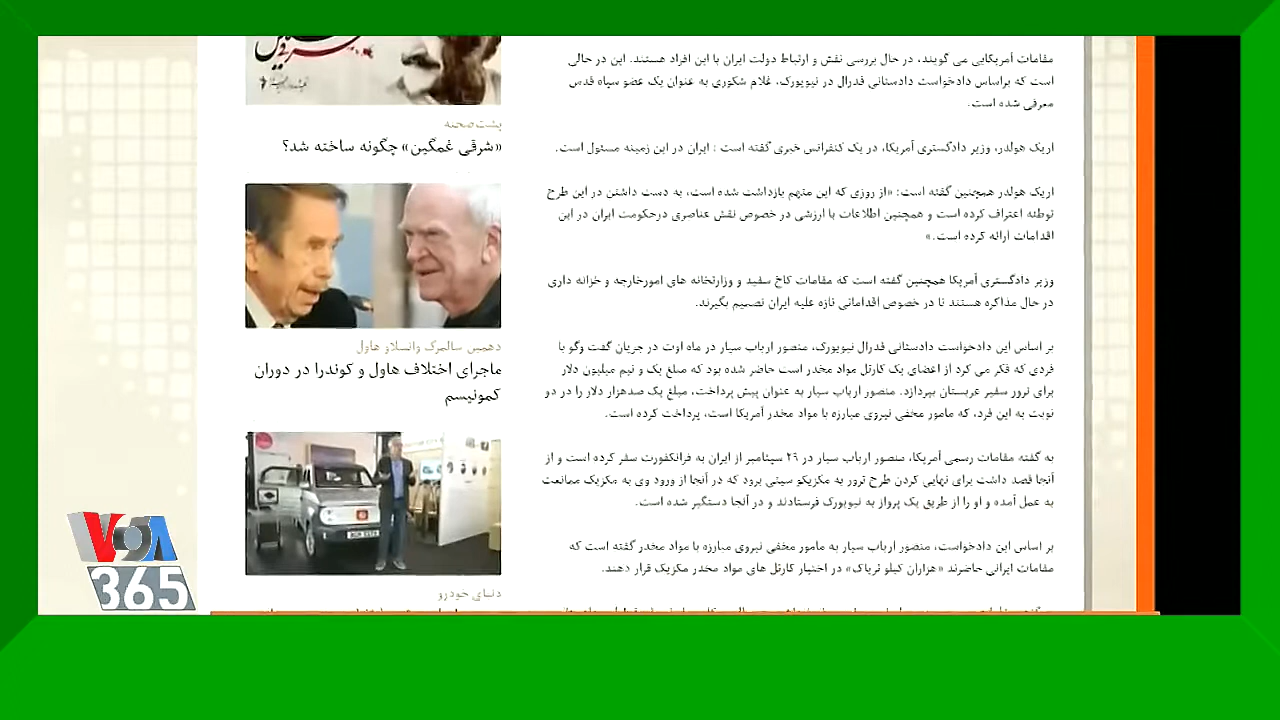 مقامات آمریکایی می گویند، در حال بررسی نقش و ارتباط دولت ایران با این افراد هستند. این در حالی
است که براساس دادخواست دادستانی فدرال در نیویورک، غلام شکوری به عنوان یک عضو سپاه قدس
معرفی شده است.
اریک هولدر، وزیر دادگستری آمریکا، در یک کنفرانس خبری گفته است : ایران در این زمینه مسئول است.
اریک هولدر همچنین گفته است: «از روزی که این متهم بازداشت شده است، به دست داشتن در این طرح
توطئه اعتراف کرده است و همچنین اطلاعات با ارزشی در خصوص نقش عناصری درحکومت ایران در این
اقدامات ارائه کرده است.»
وزیر دادگستری آمریکا همچنین گفته است که مقامات کاخ سفید و وزارتخانه های امورخارجه و خزانه داری
در حال مذاکره هستند تا در خصوص اقداماتی تازه علیه ایران تصمیم بگیرند.
بر اساس این دادخواست دادستانی فدرال نیویورک، منصور ارباب سیار در ماه اوت در جریان گفت وگو با
فردی که فکر می کرد از اعضای یک کارتل مواد مخدر است حاضر شده بود که مبلغ یک و نیم میلیون دلار
برای ترور سفیر عربستان بپردازد. منصور ارباب سیار به عنوان پیش پرداخت، مبلغ یک صدهزار دلار را در دو
نوبت به این فرد، که مامور مخفی نیروی مبارزه با مواد مخدر آمریکا است، پرداخت کرده است.
به گفته مقامات رسمی آمریکا، منصور ارباب سیار در ۲۶ سپتامبر از ایران به فرانکفورت سفر کرده است و از
آنجا قصد داشت برای نهایی کردن طرح ترور به مکزیکو سیتی برود که در آنجا از ورود وی به مکزیک ممانعت
به عمل آمده و او را از طریق یک پرواز به نیویورک فرستادند و در آنجا دستگیر شده است.
بر اساس این دادخواست، منصور ارباب سیار به مامور مخفی نیروی مبارزه با مواد مخدر گفته است که
مقامات ایرانی حاضرند «هزاران کیلو تریاک» در اختیار کارتل های مواد مخدر مکزیک قرار دهند.
پشت صحنه
«شرقی غمگین» چگونه ساخته شد؟
دهمین سالمرگ واتسلاو هاول
ماجرای اختلاف هاول و کوندرا در دوران
کمونیسم
دنیای خودرو
VOA
365